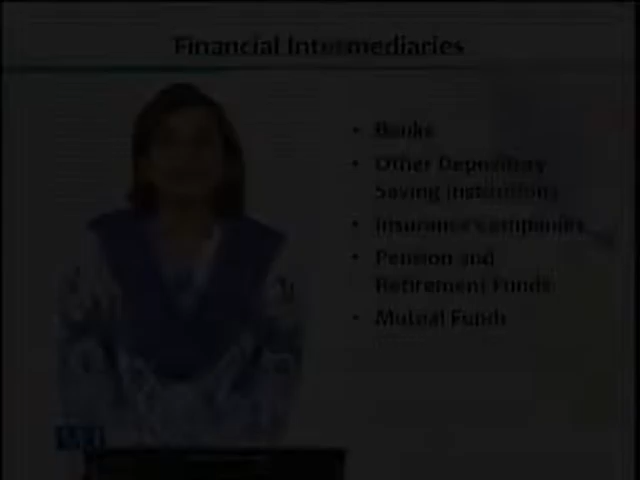 Financial Intermediaries
• Banks
• Other Depository
Saving Institutions
• Insurance Companies
• Pension and
Retirement Funds
• Mutual Funds